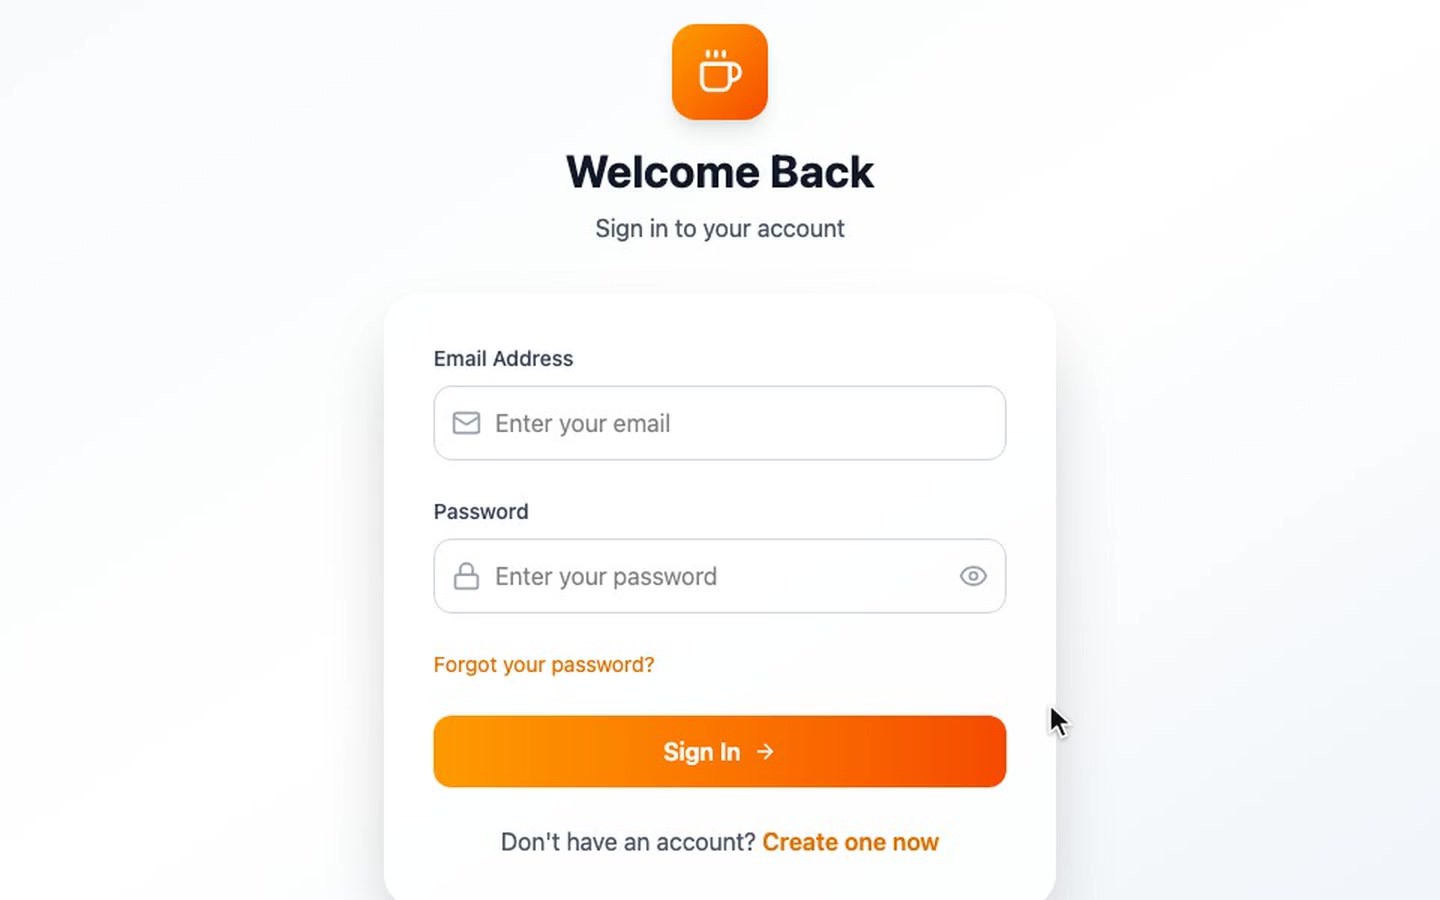 Welcome Back
Sign in to your account
Email Address
Enter your email
Password
Enter your password
Forgot your password?
Sign In →
Don't have an account? Create one now